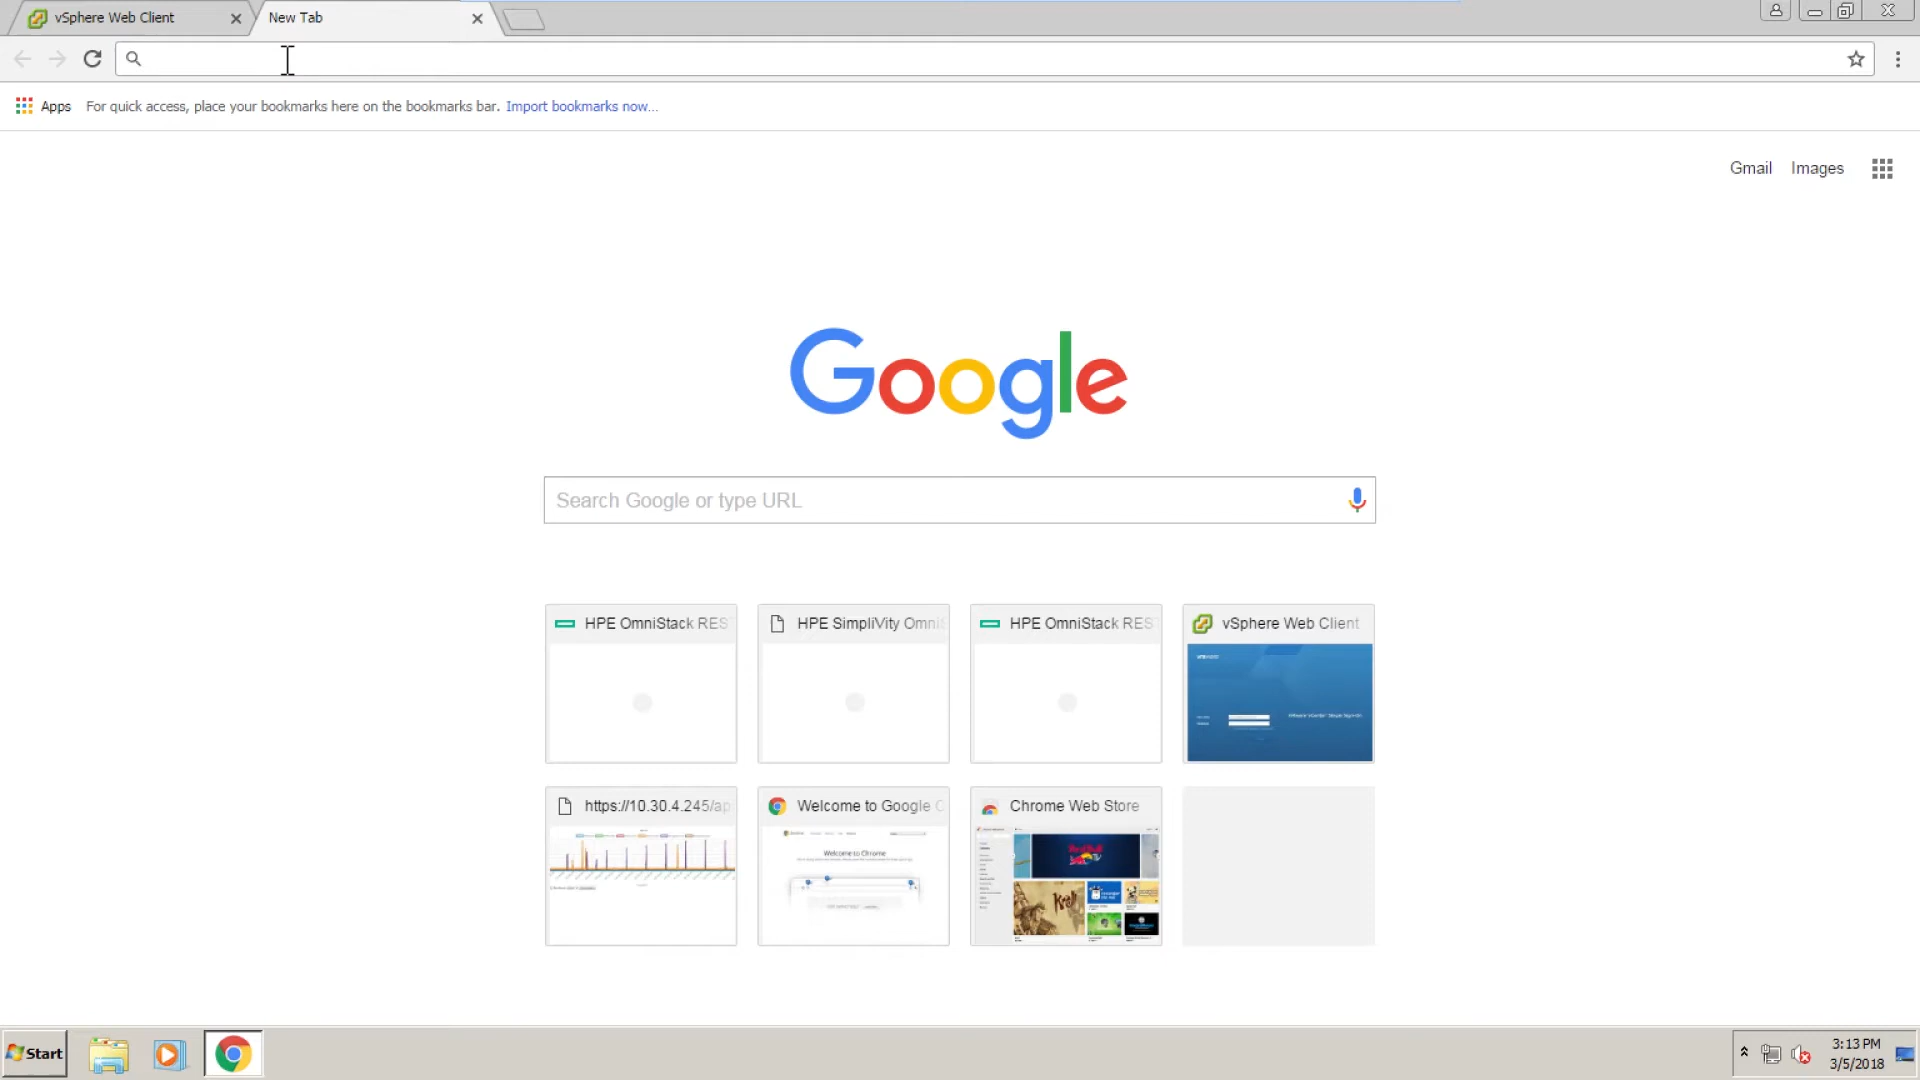 vSphere Web Client
New Tab
Apps
For quick access, place your bookmarks here on the bookmarks bar. Import bookmarks now...
Gmail
Images
Google
Search Google or type URL
HPE OmniStack RES
HPE SimpliVity Omni
HPE OmniStack RES
vSphere Web Client
https://10.30.4.245/ap
Welcome to Google C
Chrome Web Store
Welcome to Chrome
Start
3:13 PM
3/5/2018